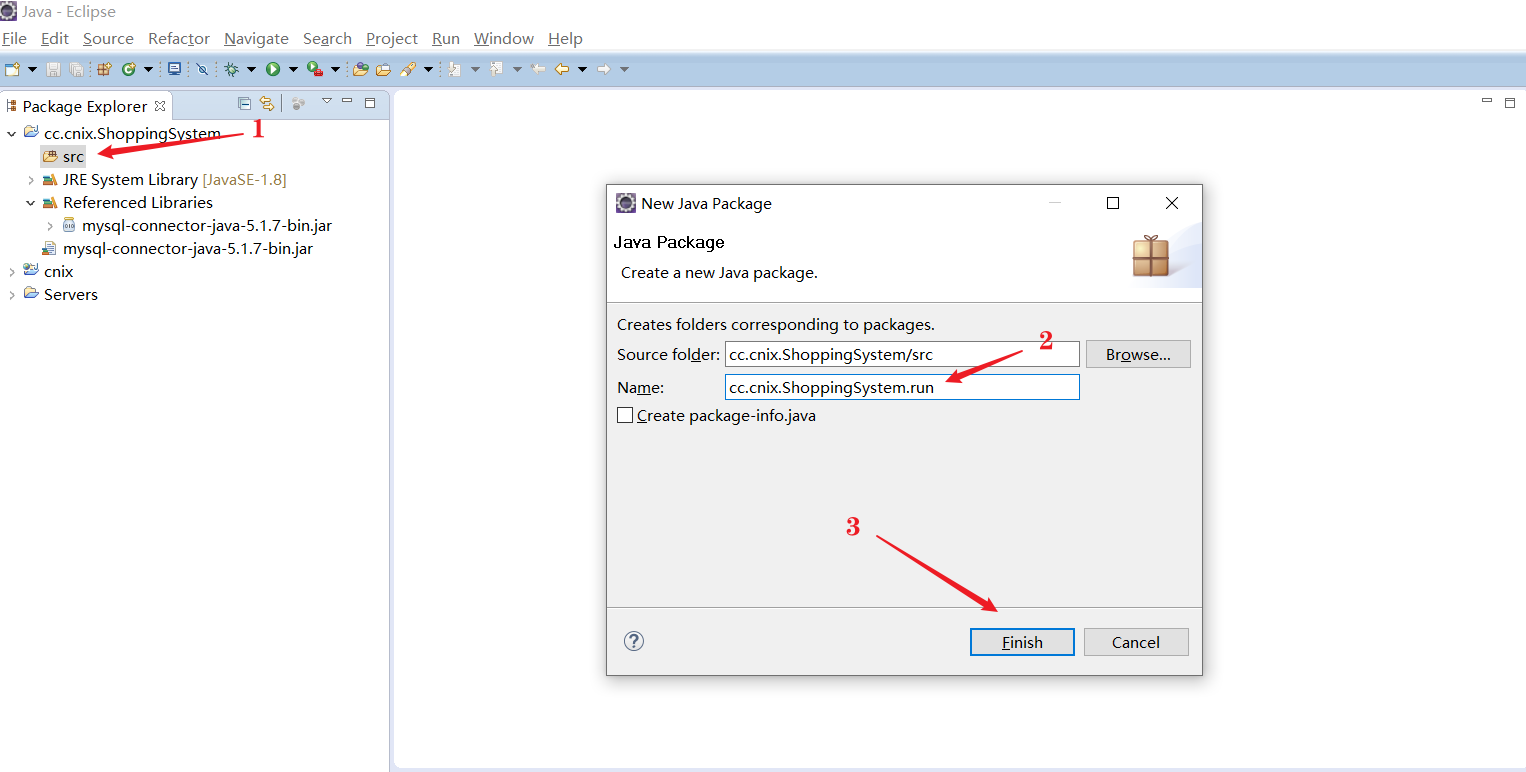 Java - Eclipse
File Edit Source Refactor Navigate Search Project Run Window Help
Package Explorer
cc.cnix.ShoppingSystem
1
src
JRE System Library [JavaSE-1.8]
Referenced Libraries
mysql-connector-java-5.1.7-bin.jar
mysql-connector-java-5.1.7-bin.jar
cnix
Servers
New Java Package
Java Package
Create a new Java package.
Creates folders corresponding to packages.
2
Source folder: cc.cnix.ShoppingSystem/src Browse...
Name: cc.cnix.ShoppingSystem.run
Create package-info.java
3
? Finish Cancel